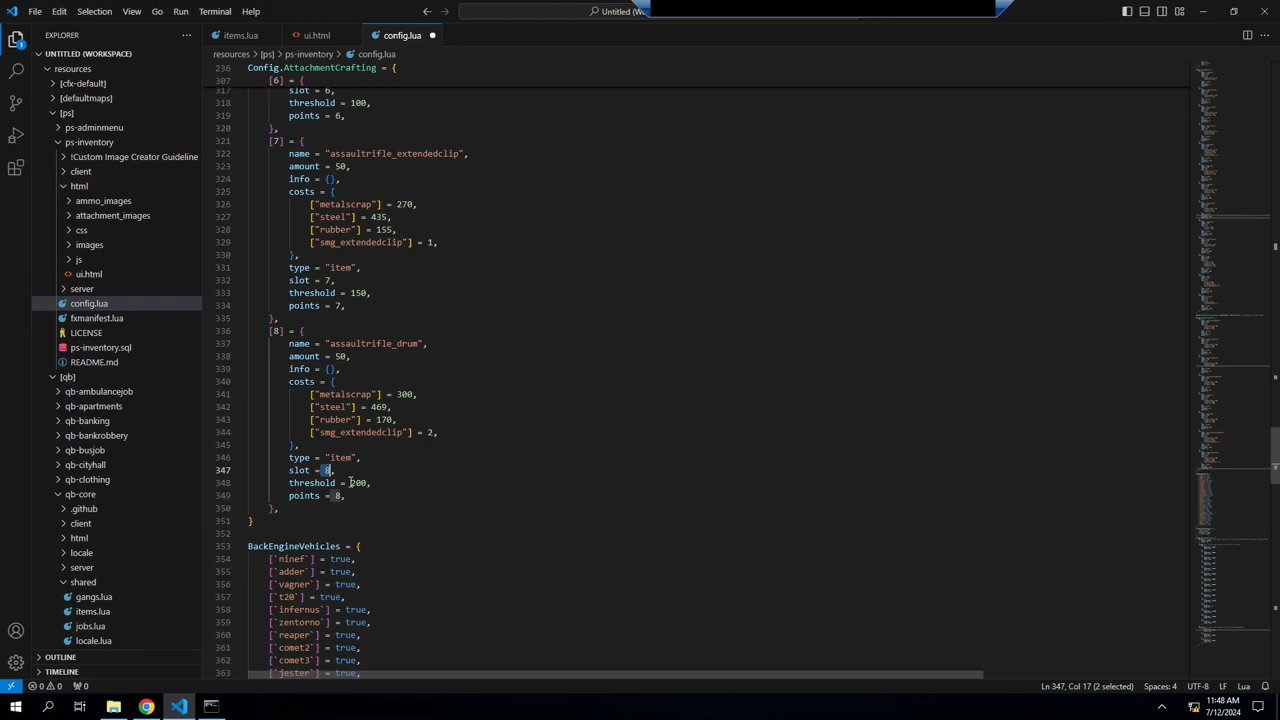 File Edit Selection View Go Run Terminal Help
Untitled (W
EXPLORER
items.lua
ui.html
config.lua
UNTITLED (WORKSPACE)
resources > [ps] > ps-inventory > config.lua
resources
236 Config.AttachmentCrafting = {
[cfx-default]
307 [6] = {
[defaultmaps]
317 slot = 6,
318 threshold = 100,
[ps]
319 points = 6,
ps-adminmenu
320 },
ps-inventory
321 [7] = {
!Custom Image Creator Guideline
322 name = "assaultrifle_extendedclip",
client
323 amount = 50,
html
324 info = {},
ammo_images
325 costs = {
attachment_images
326 ["metalscrap"] = 270,
css
327 ["steel"] = 435,
images
328 ["rubber"] = 155,
js
329 ["smg_extendedclip"] = 1,
ui.html
330 },
server
331 type = "item",
config.lua
332 slot = 7,
fxmanifest.lua
333 threshold = 150,
LICENSE
334 points = 7,
ps-inventory.sql
335 },
README.md
336 [8] = {
[qb]
337 name = "assaultrifle_drum",
qb-ambulancejob
338 amount = 50,
qb-apartments
339 info = {},
qb-banking
340 costs = {
qb-bankrobbery
341 ["metalscrap"] = 300,
qb-busjob
342 ["steel"] = 469,
qb-cityhall
343 ["rubber"] = 170,
qb-clothing
344 ["smg_extendedclip"] = 2,
qb-core
345 },
.github
346 type = "item",
client
347 slot = 8,
html
348 threshold = 200,
locale
349 points = 8,
server
350 },
shared
351 }
gangs.lua
352
items.lua
353 BackEngineVehicles = {
jobs.lua
354 [`ninef`] = true,
locale.lua
355 [`adder`] = true,
356 [`vagner`] = true,
357 [`t20`] = true,
358 [`infernus`] = true,
359 [`zentorno`] = true,
360 [`reaper`] = true,
361 [`comet2`] = true,
362 [`comet3`] = true,
363 [`jester`] = true,
OUTLINE
TIMELINE
0 0 0
Ln 347, Col 17 (2 selected) Spaces: 4 UTF-8 LF Lua
11:48 AM
7/12/2024